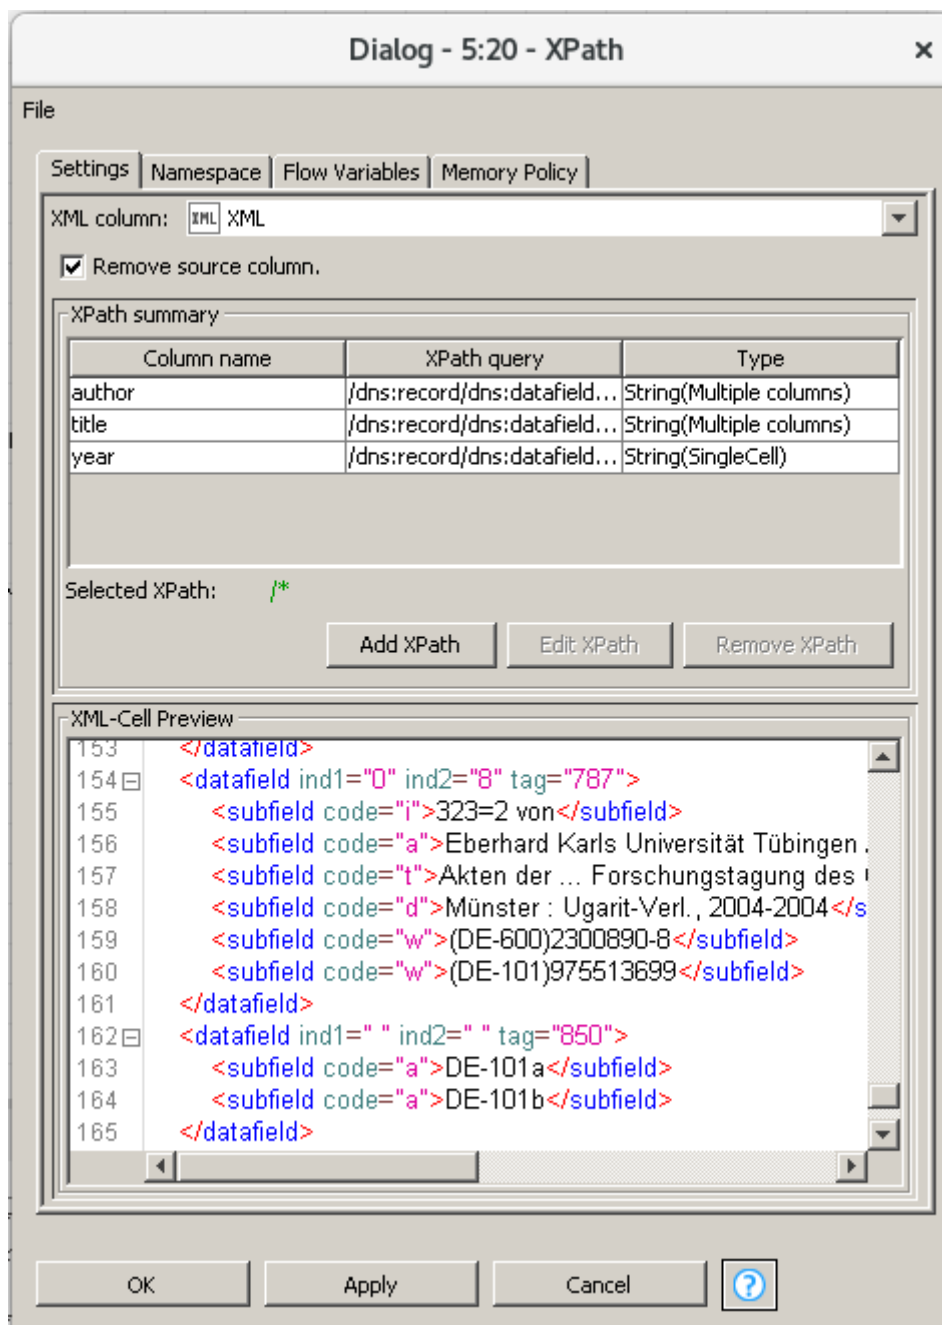 Dialog - 5:20 - XPath ×
File
Settings Namespace Flow Variables Memory Policy
XML column: XML XML
Remove source column.
XPath summary
Column name XPath query Type
author /dns:record/dns:datafield... String(Multiple columns)
title /dns:record/dns:datafield... String(Multiple columns)
year /dns:record/dns:datafield... String(SingleCell)
Selected XPath: /*
Add XPath Edit XPath Remove XPath
XML-Cell Preview
153 </datafield>
154 <datafield ind1="0" ind2="8" tag="787">
155 <subfield code="i">323=2 von</subfield>
156 <subfield code="a">Eberhard Karls Universität Tübingen
157 <subfield code="t">Akten der ... Forschungstagung des
158 <subfield code="d">Münster : Ugarit-Verl., 2004-2004</s
159 <subfield code="w">(DE-600)2300890-8</subfield>
160 <subfield code="w">(DE-101)975513699</subfield>
161 </datafield>
162 <datafield ind1=" " ind2=" " tag="850">
163 <subfield code="a">DE-101a</subfield>
164 <subfield code="a">DE-101b</subfield>
165 </datafield>
OK Apply Cancel ?